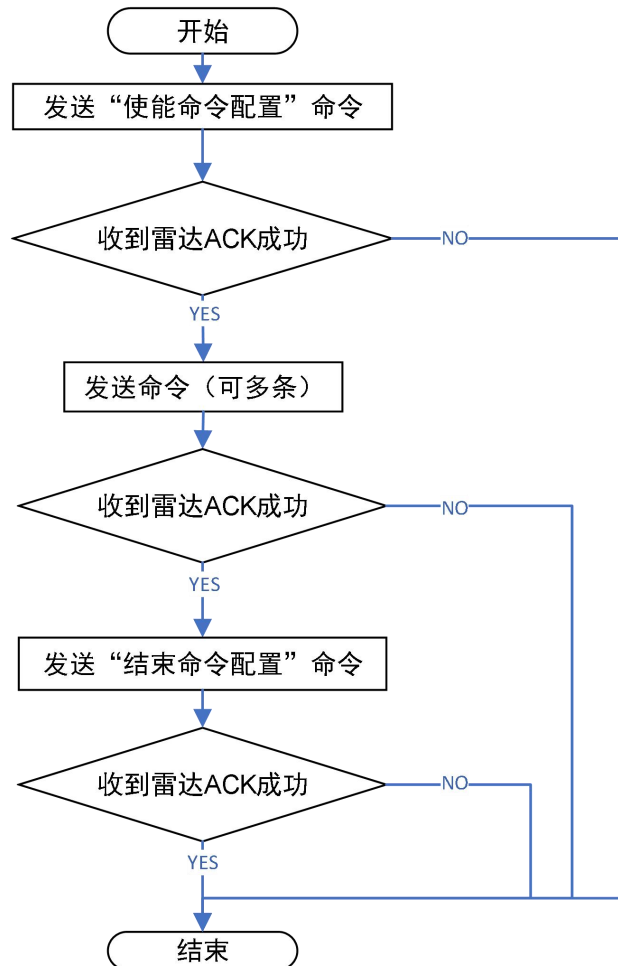 开始
发送“使能命令配置”命令
收到雷达ACK成功
NO
YES
发送命令（可多条）
收到雷达ACK成功
NO
YES
发送“结束命令配置”命令
收到雷达ACK成功
NO
YES
结束